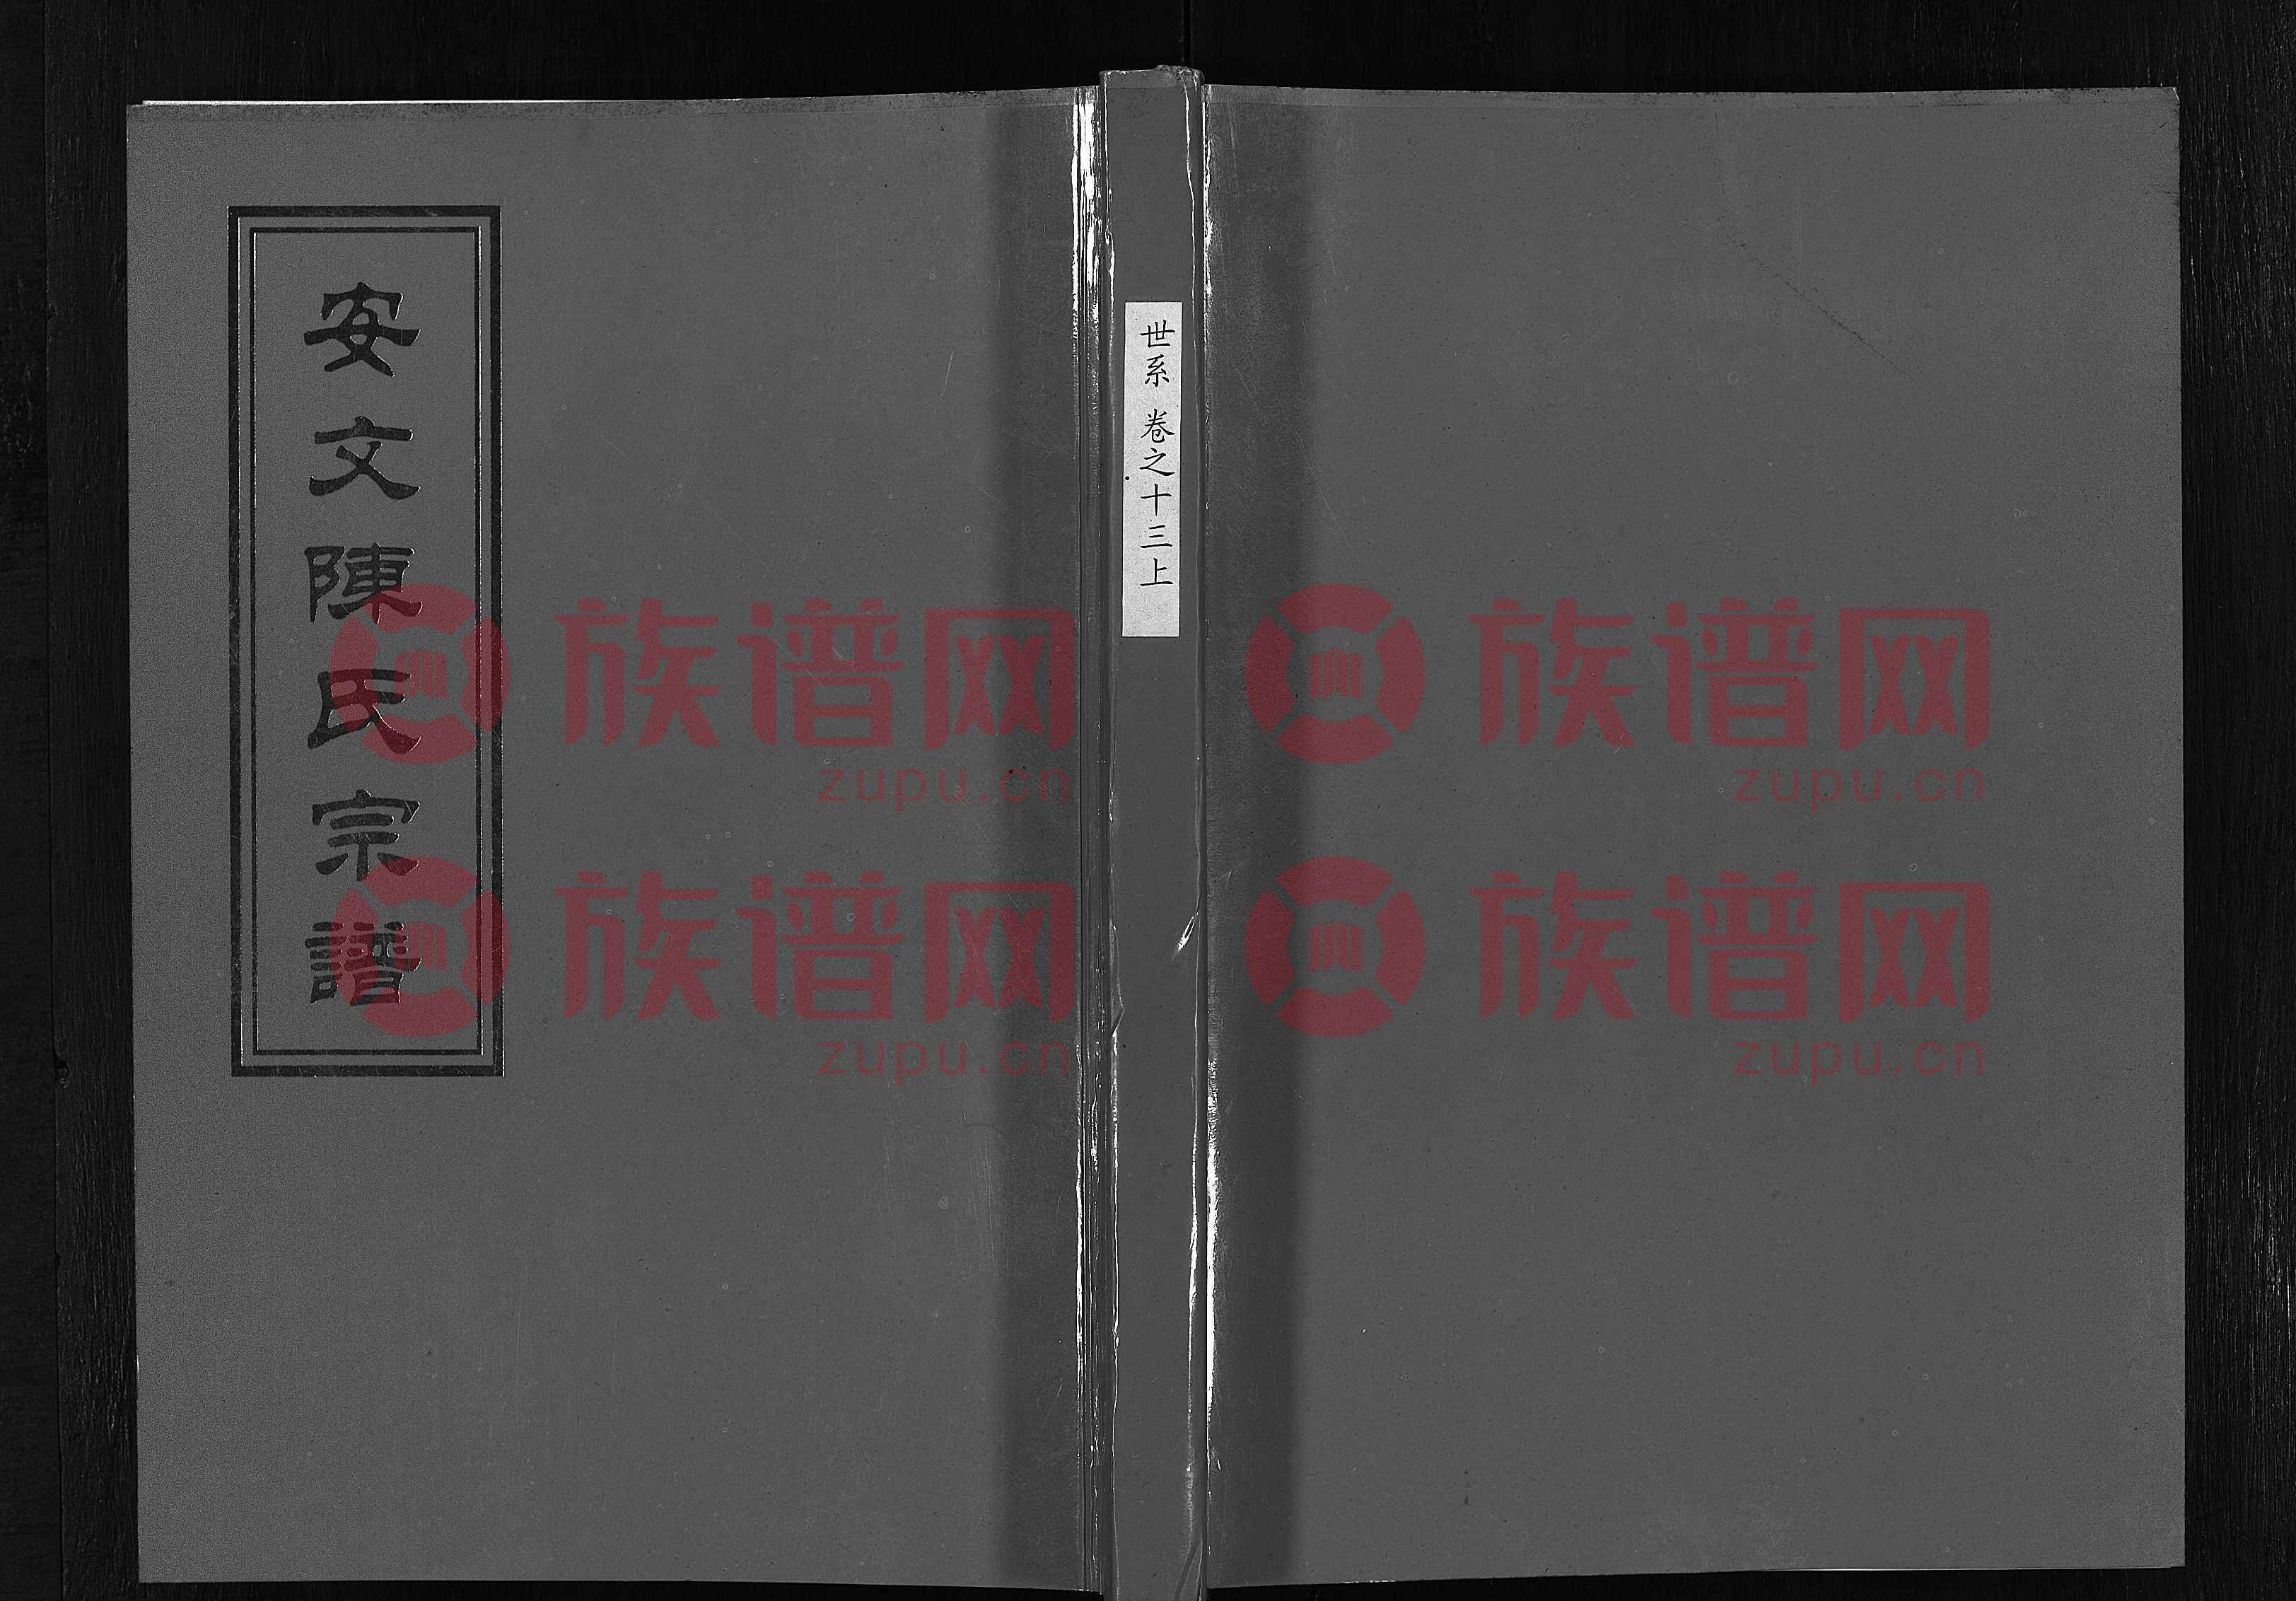 安文陳氏宗譜
世系 卷之十三上
族谱网
zupu.cn
族谱网
zupu.cn
族谱网
zupu.cn
族谱网
zupu.cn